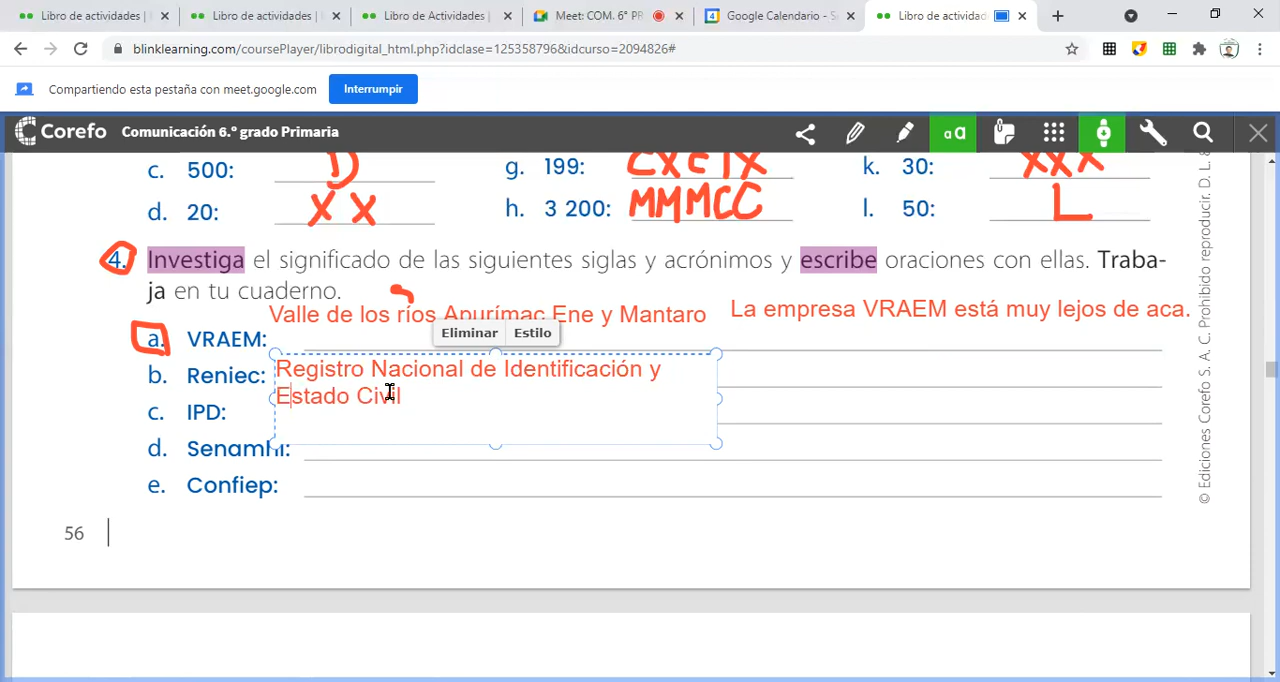 Libro de actividades |
Libro de actividades |
Libro de Actividades |
Meet: COM. 6° PR
Google Calendario - S
Libro de actividad
blinklearning.com/coursePlayer/librodigital_html.php?idclase=125358796&idcurso=2094826#
Compartiendo esta pestaña con meet.google.com
Interrumpir
Corefo
Comunicación 6.º grado Primaria
aa
c. 500: D
g. 199: CXCIX
k. 30: XXX
d. 20: XX
h. 3 200: MMMCC
l. 50: L
4. Investiga el significado de las siguientes siglas y acrónimos y escribe oraciones con ellas. Traba-
ja en tu cuaderno.
Valle de los ríos Apurímac Ene y Mantaro
La empresa VRAEM está muy lejos de aca.
Eliminar
Estilo
a. VRAEM:
b. Reniec:
Registro Nacional de Identificación y
Estado Civil
c. IPD:
d. Senamhi:
e. Confiep:
56
© Ediciones Corefo S. A. C. Prohibido reproducir. D. L. 8